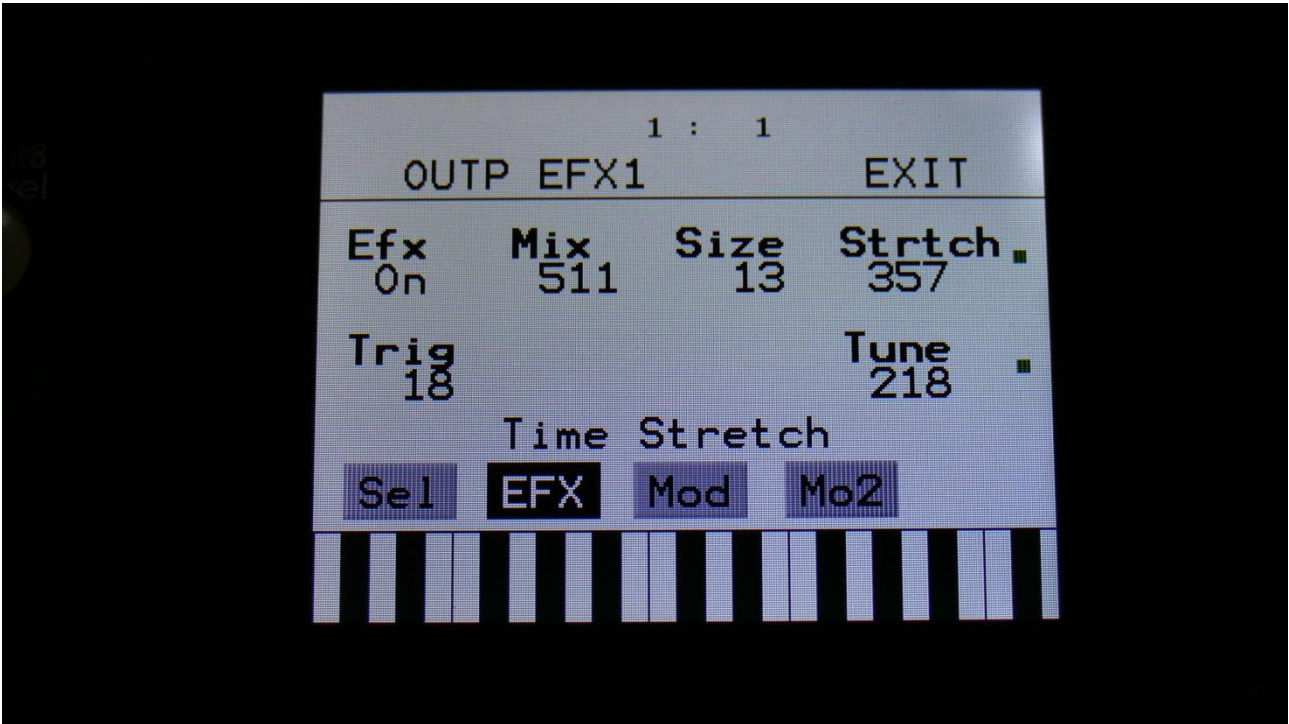 1 : 1
OUTP EFX1 EXIT
Efx Mix Size Strtch
On 511 13 357
Trig Tune
18 218
Time Stretch
Sel EFX Mod Mo2